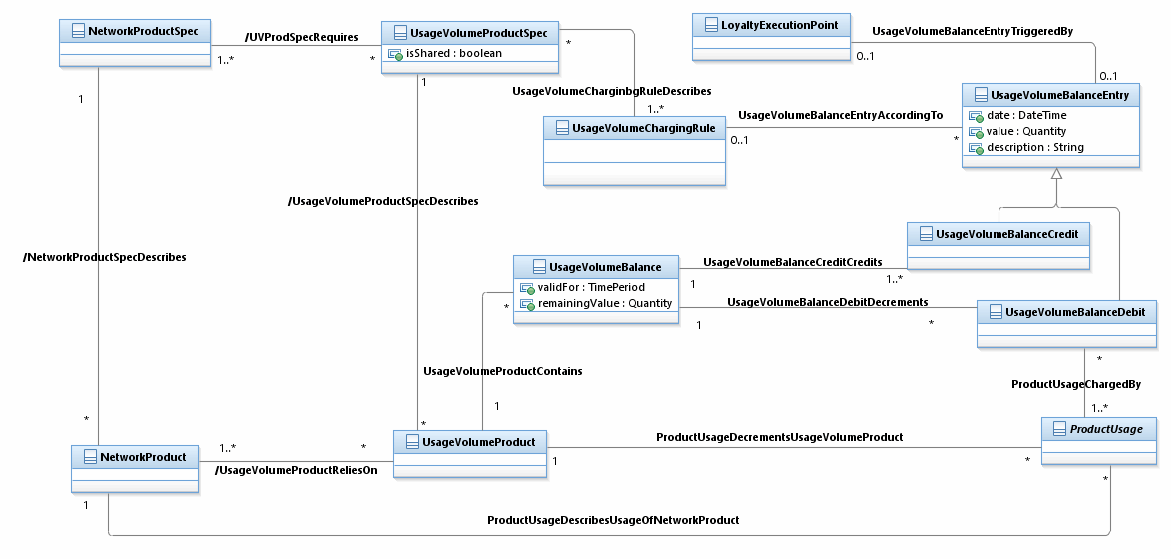 NetworkProductSpec
/UVProdSpecRequires
1..*
*
UsageVolumeProductSpec
isShared : boolean
*
LoyaltyExecutionPoint
UsageVolumeBalanceEntryTriggeredBy
0..1
0..1
1
1
UsageVolumeCharginbgRuleDescribes
1..*
UsageVolumeBalanceEntry
date : DateTime
value : Quantity
description : String
UsageVolumeChargingRule
UsageVolumeBalanceEntryAccordingTo
0..1
*
/UsageVolumeProductSpecDescribes
/NetworkProductSpecDescribes
UsageVolumeBalanceCredit
UsageVolumeBalance
validFor : TimePeriod
remainingValue : Quantity
UsageVolumeBalanceCreditCredits
1
1..*
*
UsageVolumeBalanceDebitDecrements
1
*
UsageVolumeBalanceDebit
*
UsageVolumeProductContains
1
ProductUsageChargedBy
1..*
*
*
NetworkProduct
1..*
*
/UsageVolumeProductReliesOn
UsageVolumeProduct
ProductUsageDecrementsUsageVolumeProduct
1
*
ProductUsage
*
1
ProductUsageDescribesUsageOfNetworkProduct